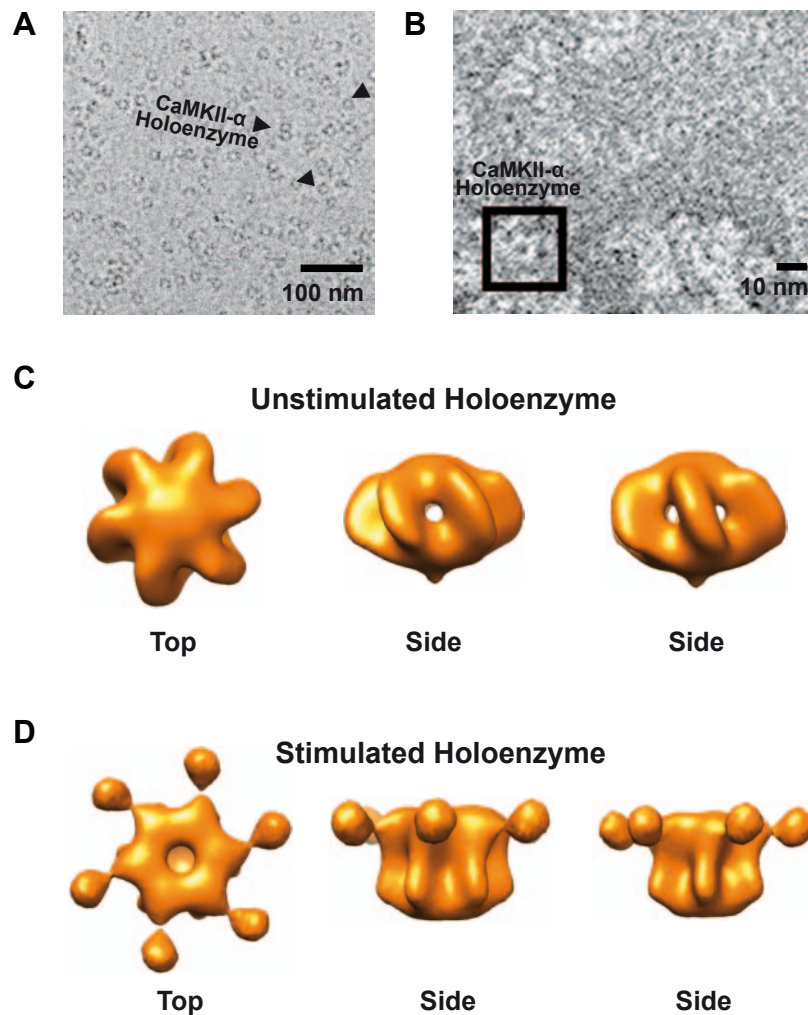 A
CaMKII-α
Holoenzyme
100 nm
B
CaMKII-α
Holoenzyme
10 nm
C
Unstimulated Holoenzyme
Top
Side
Side
D
Stimulated Holoenzyme
Top
Side
Side